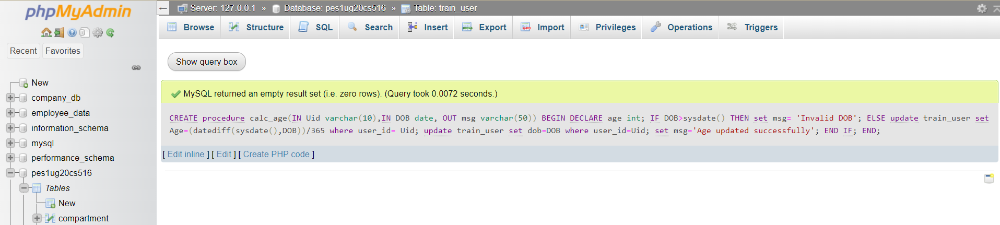 phpMyAdmin
Recent Favorites
New
company_db
employee_data
information_schema
mysql
performance_schema
pes1ug20cs516
Tables
New
compartment
Server: 127.0.0.1 » Database: pes1ug20cs516 » Table: train_user
Browse Structure SQL Search Insert Export Import Privileges Operations Triggers
Show query box
MySQL returned an empty result set (i.e. zero rows). (Query took 0.0072 seconds.)
CREATE procedure calc_age(IN Uid varchar(10),IN DOB date, OUT msg varchar(50)) BEGIN DECLARE age int; IF DOB>sysdate() THEN set msg= 'Invalid DOB'; ELSE update train_user set
Age=(datediff(sysdate(),DOB))/365 where user_id= Uid; update train_user set dob=DOB where user_id=Uid; set msg='Age updated successfully'; END IF; END;
[ Edit inline ] [ Edit ] [ Create PHP code ]